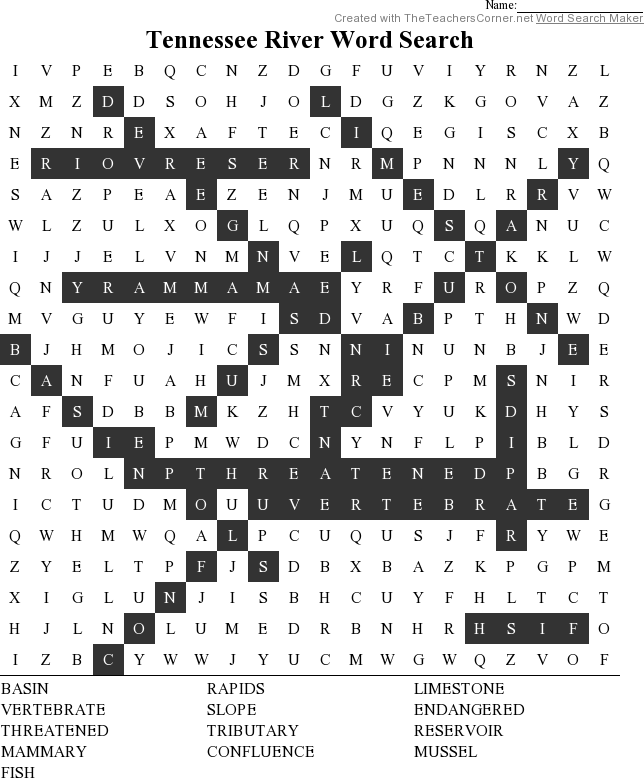 Name:
Created with TheTeachersCorner.net Word Search Maker
Tennessee River Word Search
I V P E B Q C N Z D G F U V I Y R N Z L
X M Z D D S O H J O L D G Z K G O V A Z
N Z N R E X A F T E C I Q E G I S C X B
E R I O V R E S E R N R M P N N N L Y Q
S A Z P E A E Z E N J M U E D L R R V W
W L Z U L X O G L Q P X U Q S Q A N U C
I J J E L V N M N V E L Q T C T K K L W
Q N Y R A M M A M A E Y R F U R O P Z Q
M V G U Y E W F I S D V A B P T H N W D
B J H M O J I C S S N N I N U N B J E E
C A N F U A H U J M X R E C P M S N I R
A F S D B B M K Z H T C V Y U K D H Y S
G F U I E P M W D C N Y N F L P I B L D
N R O L N P T H R E A T E N E D P B G R
I C T U D M O U U V E R T E B R A T E G
Q W H M W Q A L P C U Q U S J F R Y W E
Z Y E L T P F J S D B X B A Z K P G P M
X I G L U N J I S B H C U Y F H L T C T
H J L N O L U M E D R B N H R H S I F O
I Z B C Y W W J Y U C M W G W Q Z V O F
BASIN RAPIDS LIMESTONE
VERTEBRATE SLOPE ENDANGERED
THREATENED TRIBUTARY RESERVOIR
MAMMARY CONFLUENCE MUSSEL
FISH